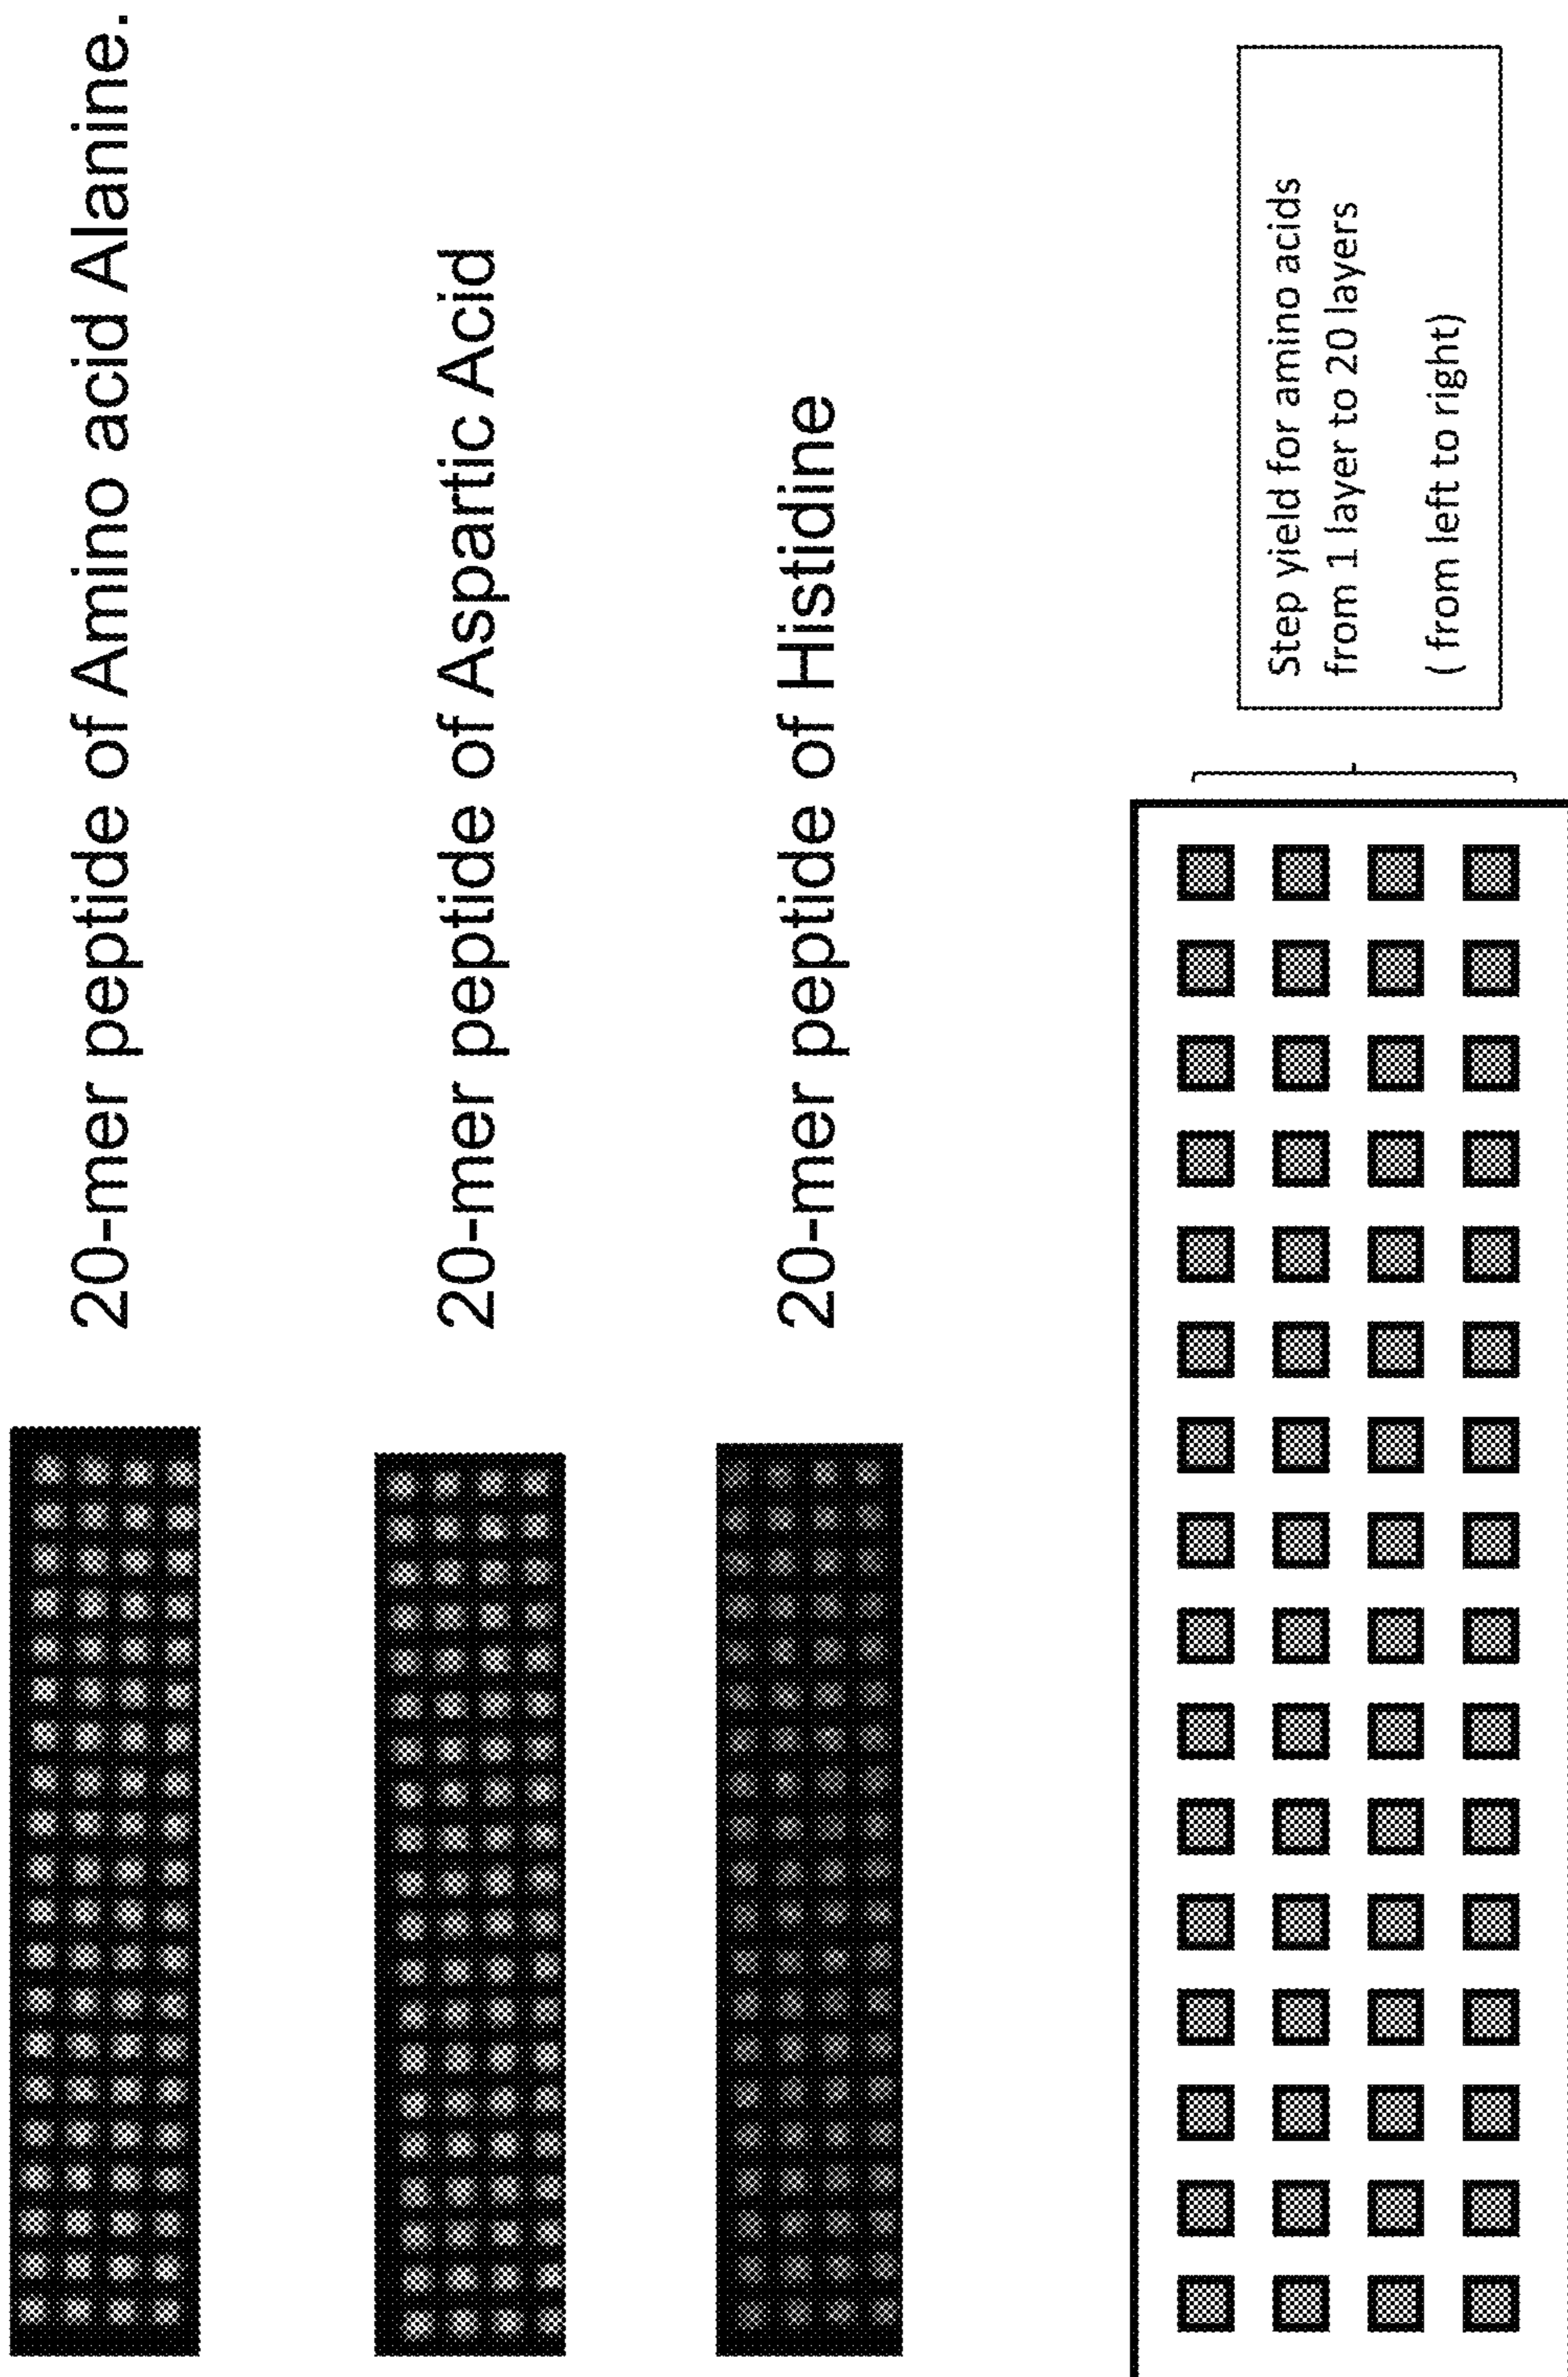 20-mer peptide of Amino acid Alanine.
20-mer peptide of Aspartic Acid
20-mer peptide of Histidine
Step yield for amino acids
from 1 layer to 20 layers
( from left to right)